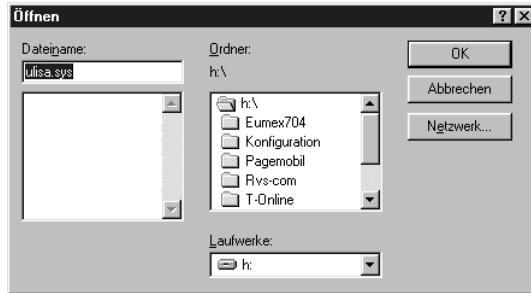 Öffnen
Dateiname:
ulisa.sys
Ordner:
h:\
h:\
Eumex704
Konfiguration
Pagemobil
Rvs-com
T-Online
Laufwerke:
h:
OK
Abbrechen
Netzwerk...